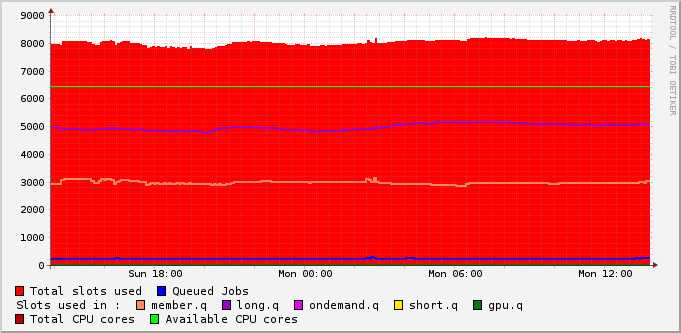 9000
8000
7000
6000
5000
4000
3000
2000
1000
0
Sun 18:00 Mon 00:00 Mon 06:00 Mon 12:00
RRDTOOL / TOBI OETIKER
Total slots used Queued Jobs
Slots used in : member.q long.q ondemand.q short.q gpu.q
Total CPU cores Available CPU cores